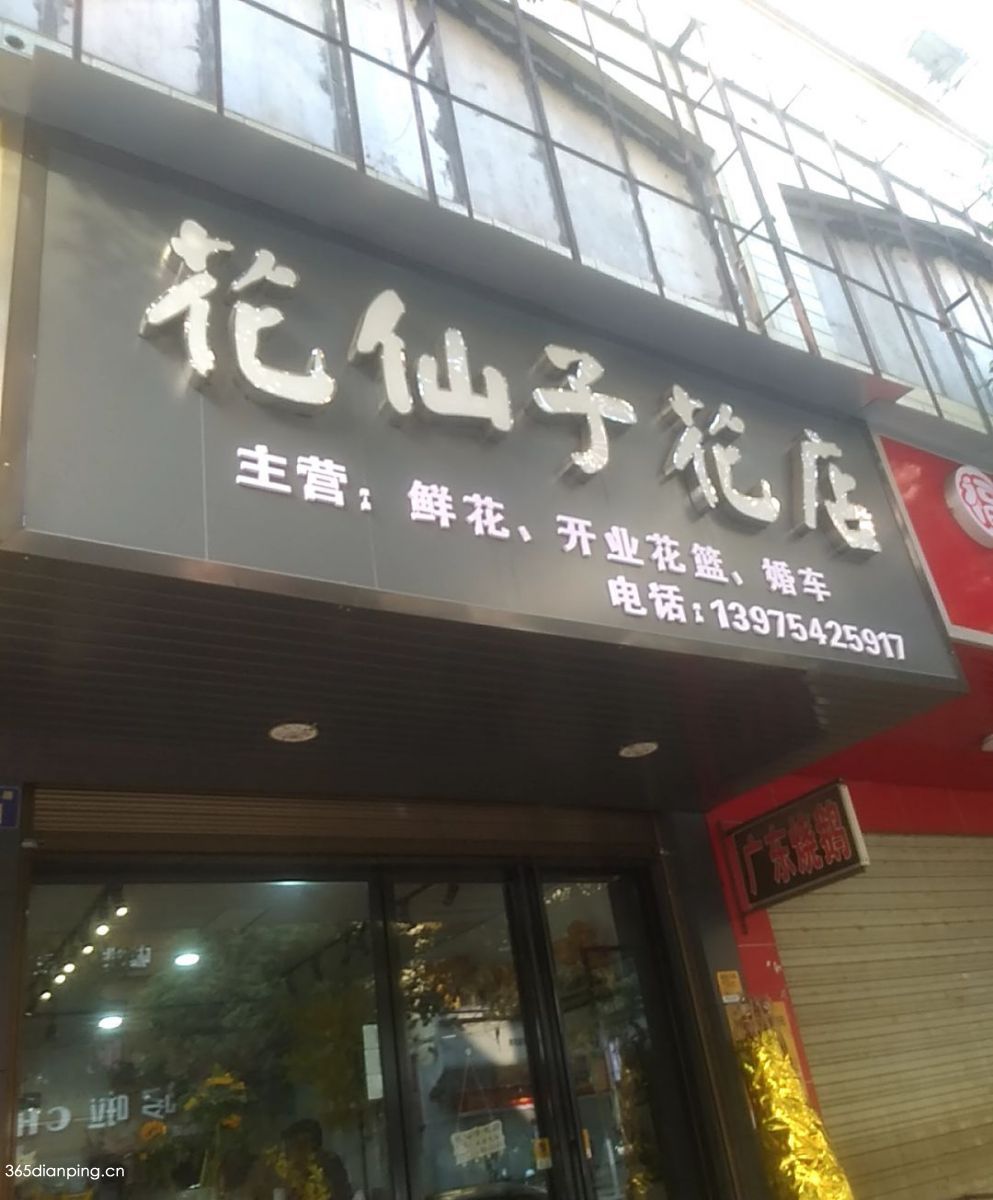 花仙子花店
主营：鲜花、开业花篮、婚车
电话：13975425917
广东烧鹅
365dianping.cn